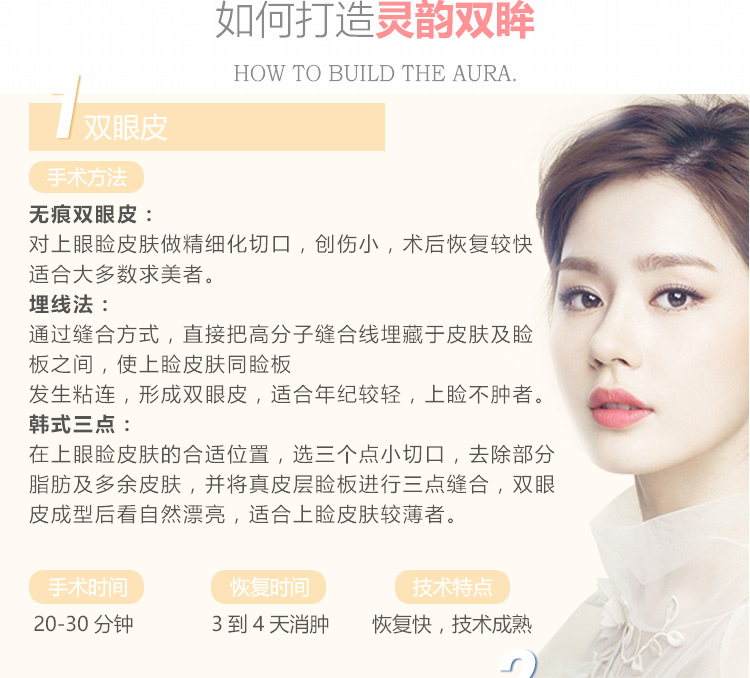 如何打造灵韵双眸
HOW TO BUILD THE AURA.
1 双眼皮
手术方法
无痕双眼皮：
对上眼睑皮肤做精细化切口，创伤小，术后恢复较快
适合大多数求美者。
埋线法：
通过缝合方式，直接把高分子缝合线埋藏于皮肤及睑
板之间，使上睑皮肤同睑板
发生粘连，形成双眼皮，适合年纪较轻，上睑不肿者。
韩式三点：
在上眼睑皮肤的合适位置，选三个点小切口，去除部分
脂肪及多余皮肤，并将真皮层睑板进行三点缝合，双眼
皮成型后看自然漂亮，适合上睑皮肤较薄者。
手术时间 恢复时间 技术特点
20-30 分钟 3 到 4 天消肿 恢复快，技术成熟
2